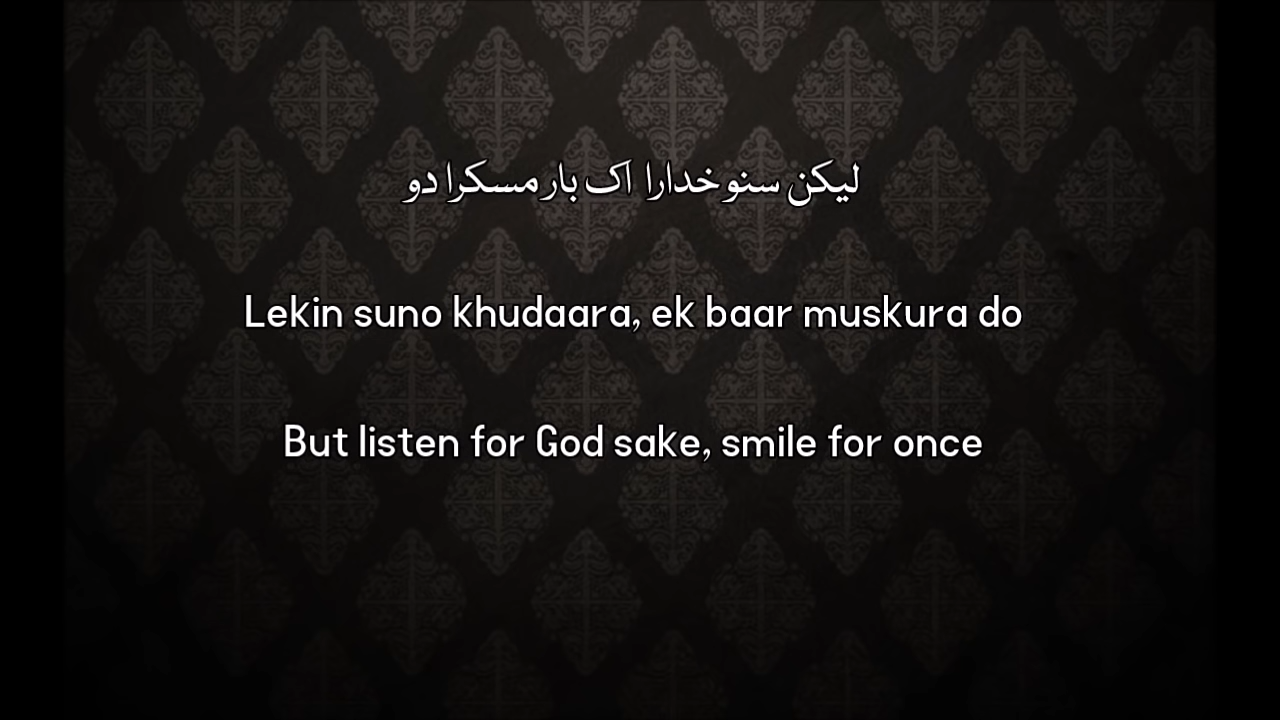 لیکن سنو خدارا اک بار مسکرا دو
Lekin suno khudaara, ek baar muskura do
But listen for God sake, smile for once